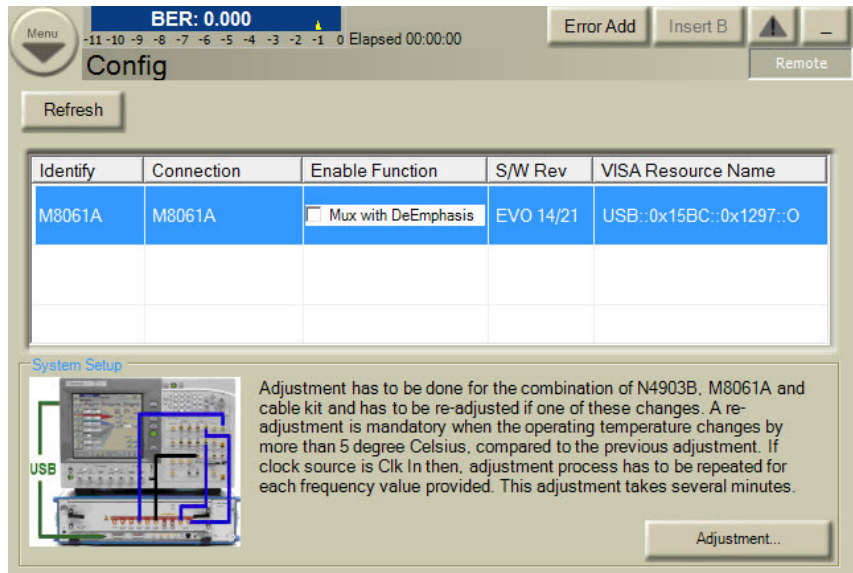 Menu
BER: 0.000
-11 -10 -9 -8 -7 -6 -5 -4 -3 -2 -1 0 Elapsed 00:00:00
Error Add
Insert B
_
Config
Remote
Refresh
Identify Connection Enable Function S/W Rev VISA Resource Name
M8061A M8061A Mux with DeEmphasis EVO 14/21 USB::0x15BC::0x1297::O
System Setup
USB
Adjustment has to be done for the combination of N4903B, M8061A and
cable kit and has to be re-adjusted if one of these changes. A re-
adjustment is mandatory when the operating temperature changes by
more than 5 degree Celsius, compared to the previous adjustment. If
clock source is Clk In then, adjustment process has to be repeated for
each frequency value provided. This adjustment takes several minutes.
Adjustment...